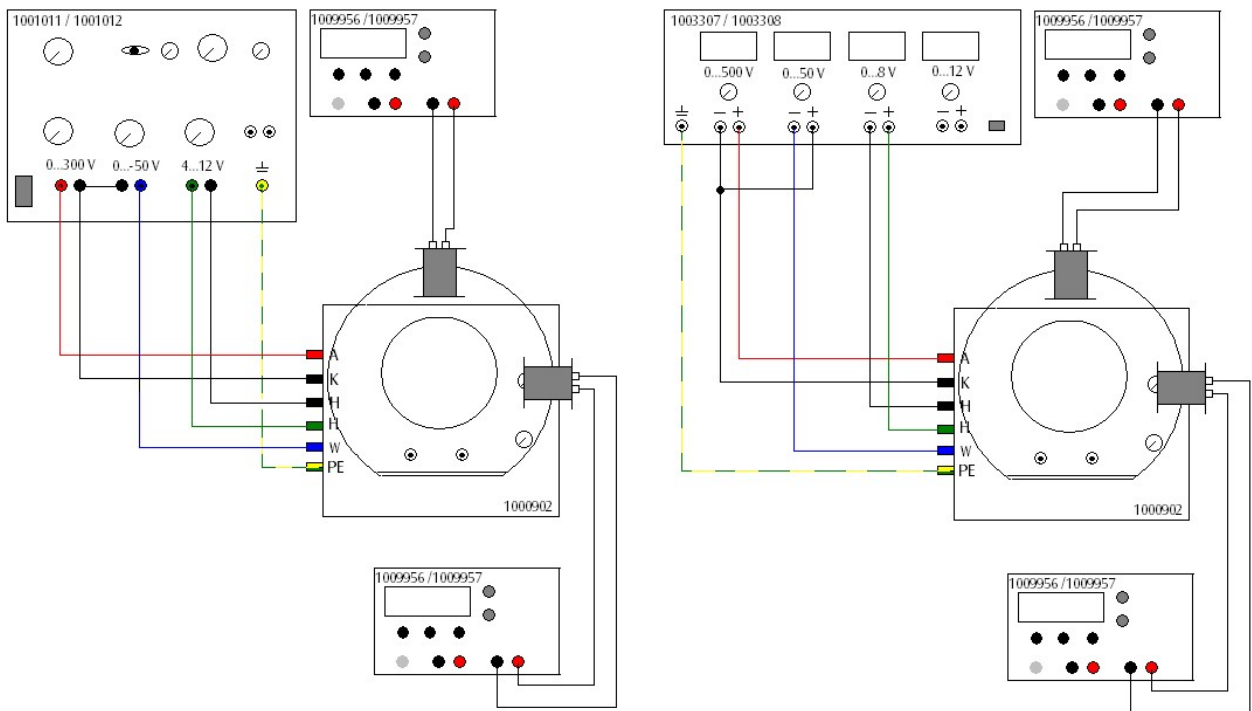 1001011 / 1001012
0...300 V 0...-50 V 4...12 V
1009956 /1009957
A
K
H
H
W
PE
1000902
1009956 /1009957
1003307 / 1003308
0...500 V 0...50 V 0...8 V 0...12 V
− + − + − + − +
1009956 /1009957
A
K
H
H
W
PE
1000902
1009956 /1009957